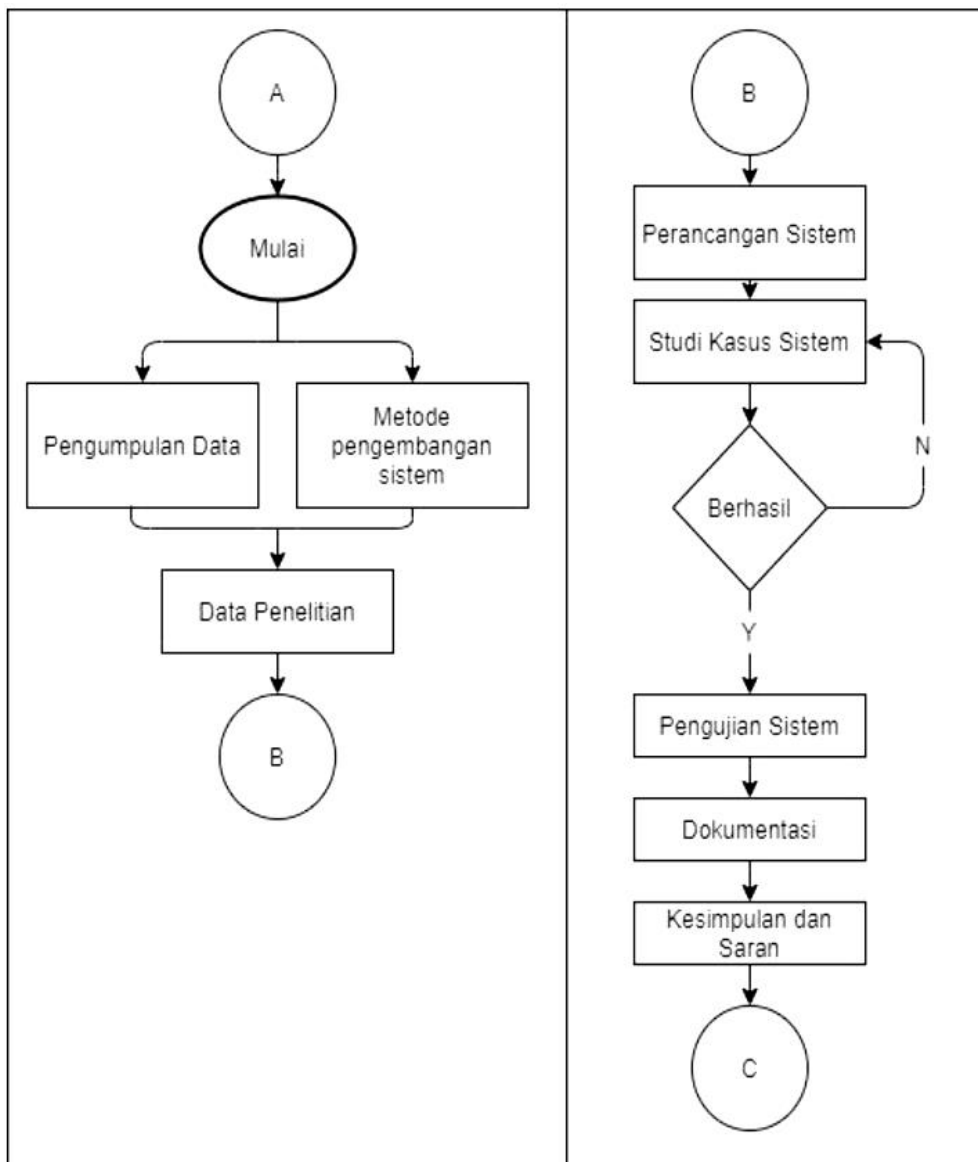 A
Mulai
Pengumpulan Data
Metode
pengembangan
sistem
Data Penelitian
B
B
Perancangan Sistem
Studi Kasus Sistem
N
Berhasil
Y
Pengujian Sistem
Dokumentasi
Kesimpulan dan
Saran
C